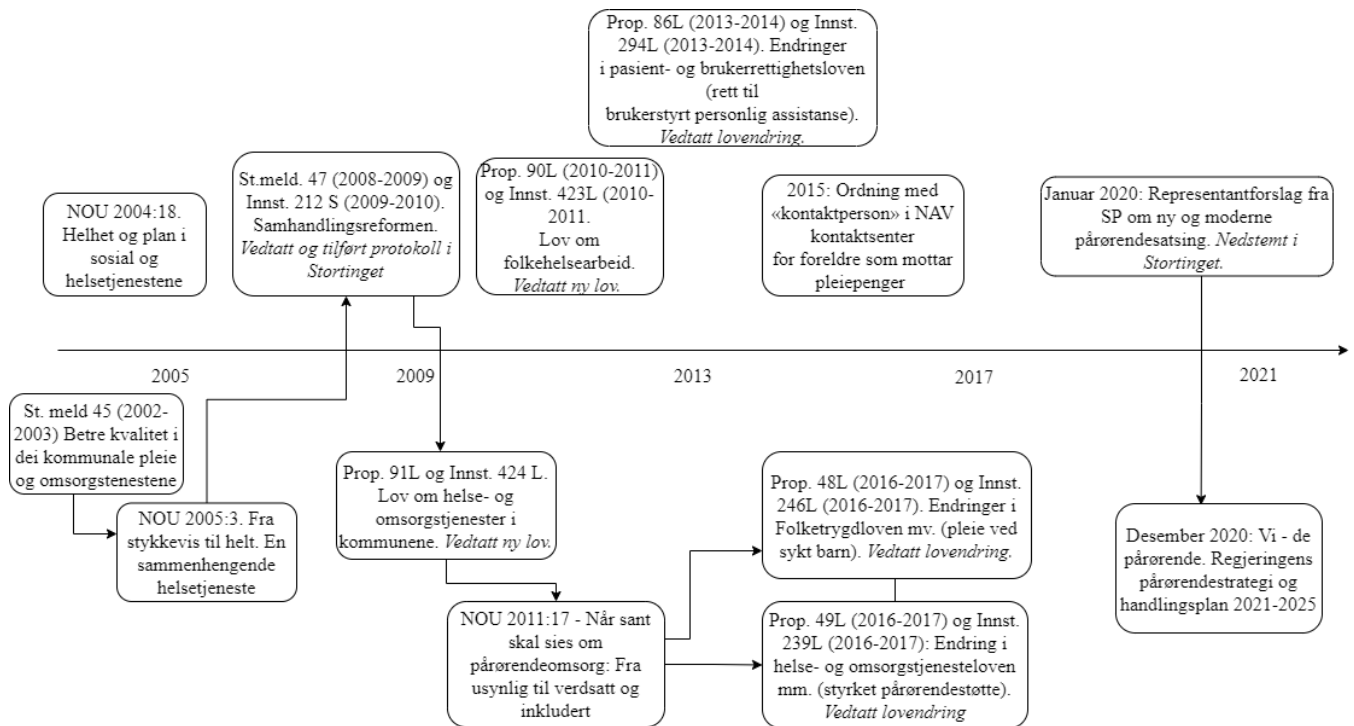 Prop. 86L (2013-2014) og Innst.
294L (2013-2014). Endringer
i pasient- og brukerrettighetsloven
(rett til
brukerstyrt personlig assistanse).
Vedtatt lovendring.
NOU 2004:18.
Helhet og plan i
sosial og
helsetjenestene
St.meld. 47 (2008-2009) og
Innst. 212 S (2009-2010).
Samhandlingsreformen.
Vedtatt og tilført protokoll i
Stortinget
Prop. 90L (2010-2011)
og Innst. 423L (2010-
2011.
Lov om
folkehelsearbeid.
Vedtatt ny lov.
2015: Ordning med
«kontaktperson» i NAV
kontaktsenter
for foreldre som mottar
pleiepenger
Januar 2020: Representantforslag fra
SP om ny og moderne
pårørendesatsing. Nedstemt i
Stortinget.
2005
2009
2013
2017
2021
St. meld 45 (2002-
2003) Betre kvalitet i
dei kommunale pleie
og omsorgstenestene
NOU 2005:3. Fra
stykkevis til helt. En
sammenhengende
helsetjeneste
Prop. 91L og Innst. 424 L.
Lov om helse- og
omsorgstjenester i
kommunene. Vedtatt ny lov.
NOU 2011:17 - Når sant
skal sies om
pårørendeomsorg: Fra
usynlig til verdsatt og
inkludert
Prop. 48L (2016-2017) og Innst.
246L (2016-2017). Endringer i
Folketrygdloven mv. (pleie ved
sykt barn). Vedtatt lovendring.
Prop. 49L (2016-2017) og Innst.
239L (2016-2017): Endring i
helse- og omsorgstjenesteloven
mm. (styrket pårørendestøtte).
Vedtatt lovendring
Desember 2020: Vi - de
pårørende. Regjeringens
pårørendestrategi og
handlingsplan 2021-2025